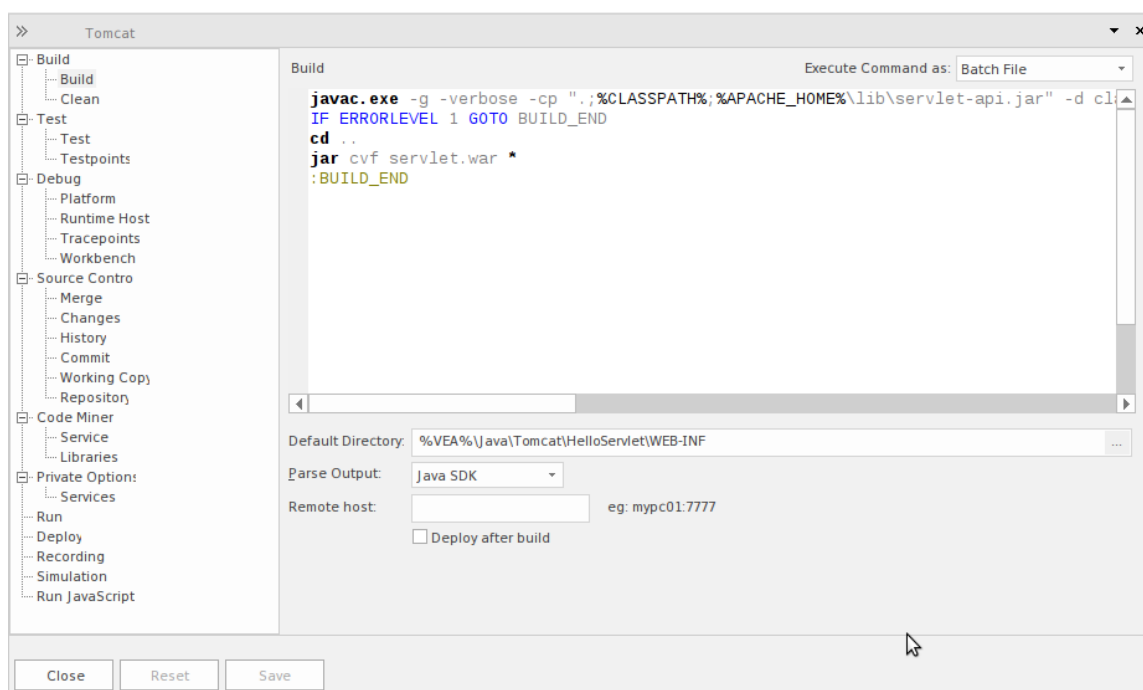 Tomcat
Build
Build
Clean
Test
Test
Testpoints
Debug
Platform
Runtime Host
Tracepoints
Workbench
Source Contro
Merge
Changes
History
Commit
Working Copy
Repository
Code Miner
Service
Libraries
Private Options
Services
Run
Deploy
Recording
Simulation
Run JavaScript
Build
Execute Command as: Batch File
javac.exe -g -verbose -cp ".;%CLASSPATH%;%APACHE_HOME%\lib\servlet-api.jar" -d cl
IF ERRORLEVEL 1 GOTO BUILD_END
cd ..
jar cvf servlet.war *
:BUILD_END
Default Directory: %VEA%\Java\Tomcat\HelloServlet\WEB-INF ...
Parse Output: Java SDK
Remote host: eg: mypc01:7777
Deploy after build
Close Reset Save